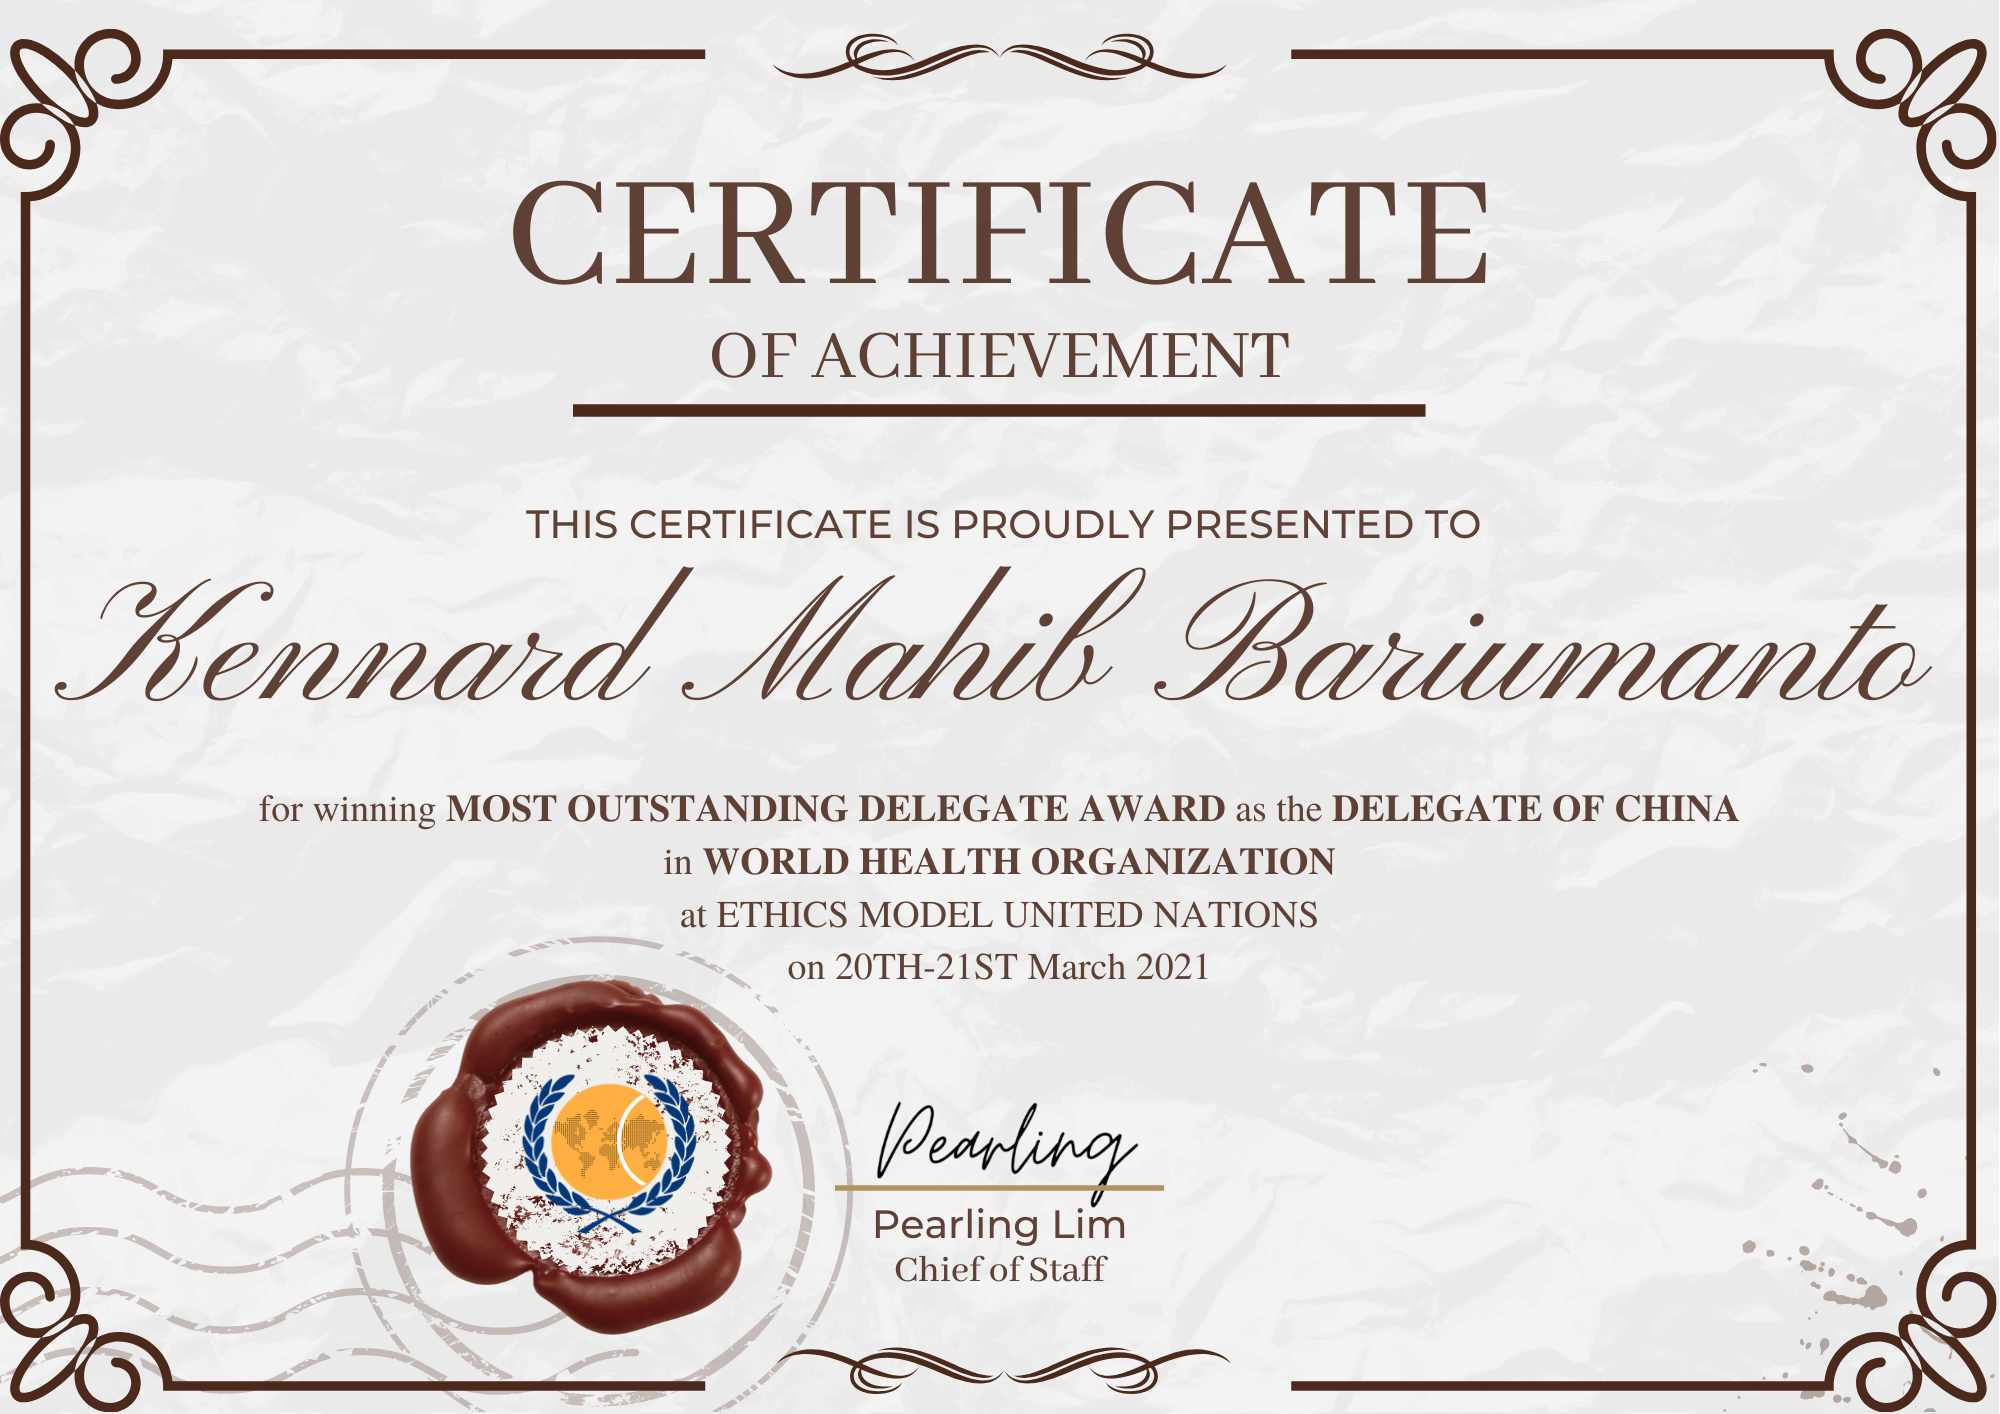 CERTIFICATE
OF ACHIEVEMENT
THIS CERTIFICATE IS PROUDLY PRESENTED TO
Kennard Mahib Bariumanto
for winning MOST OUTSTANDING DELEGATE AWARD as the DELEGATE OF CHINA
in WORLD HEALTH ORGANIZATION
at ETHICS MODEL UNITED NATIONS
on 20TH-21ST March 2021
Pearling
Pearling Lim
Chief of Staff